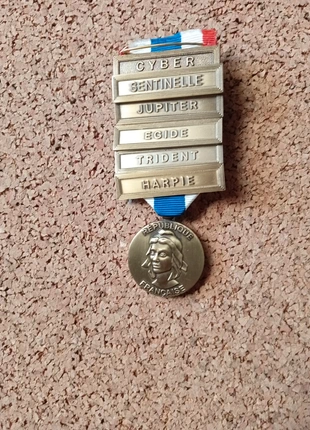 CYBER
SENTINELLE
JUPITER
EGIDE
TRIDENT
HARPIE
RÉPUBLIQUE
FRANÇAISE